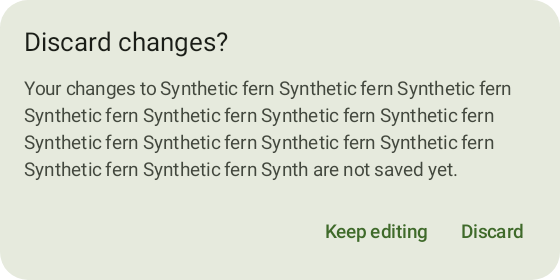 Discard changes?
Your changes to Synthetic fern Synthetic fern Synthetic fern
Synthetic fern Synthetic fern Synthetic fern Synthetic fern
Synthetic fern Synthetic fern Synthetic fern Synthetic fern
Synthetic fern Synthetic fern Synth are not saved yet.
Keep editing Discard